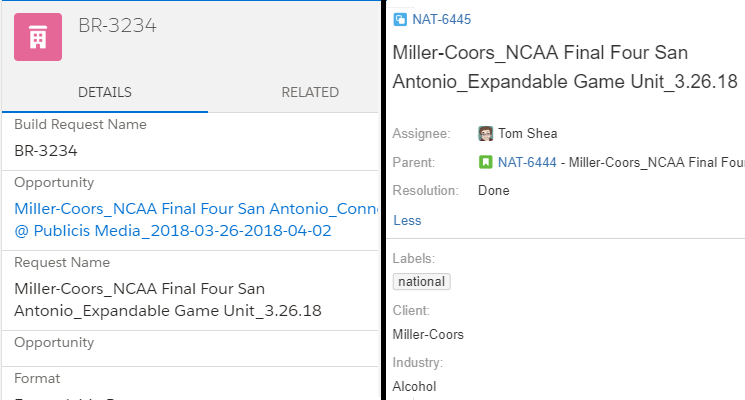 BR-3234
DETAILS
RELATED
Build Request Name
BR-3234
Opportunity
Miller-Coors_NCAA Final Four San Antonio_Conn
@ Publicis Media_2018-03-26-2018-04-02
Request Name
Miller-Coors_NCAA Final Four San
Antonio_Expandable Game Unit_3.26.18
Opportunity
Format
NAT-6445
Miller-Coors_NCAA Final Four San
Antonio_Expandable Game Unit_3.26.18
Assignee: Tom Shea
Parent: NAT-6444 - Miller-Coors_NCAA Final Fou
Resolution: Done
Less
Labels:
national
Client:
Miller-Coors
Industry:
Alcohol